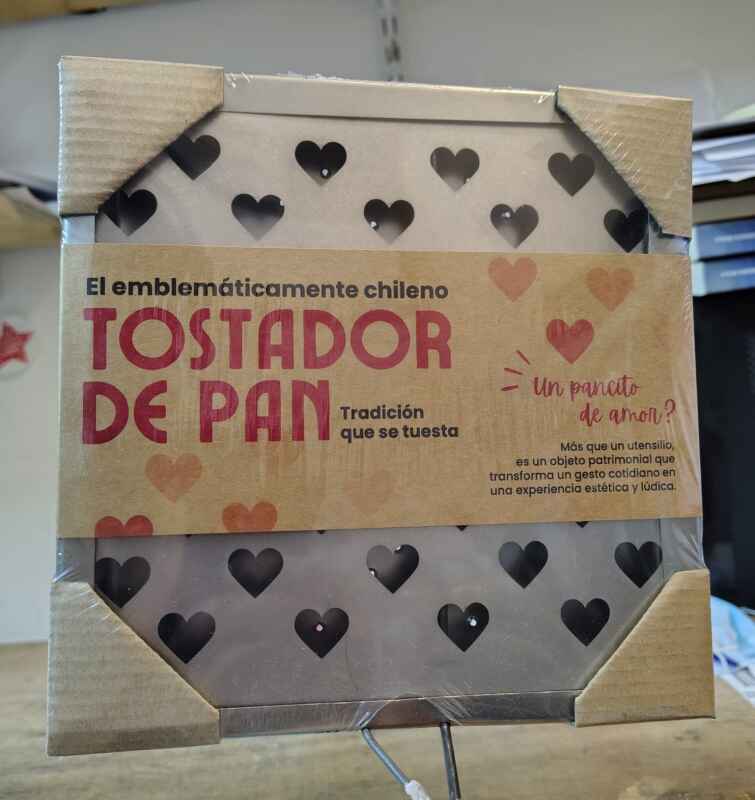 El emblemáticamente chileno
TOSTADOR
DE PAN
Tradición
que se tuesta
Un pancito
de amor?
Más que un utensilio,
es un objeto patrimonial que
transforma un gesto cotidiano en
una experiencia estética y lúdica.